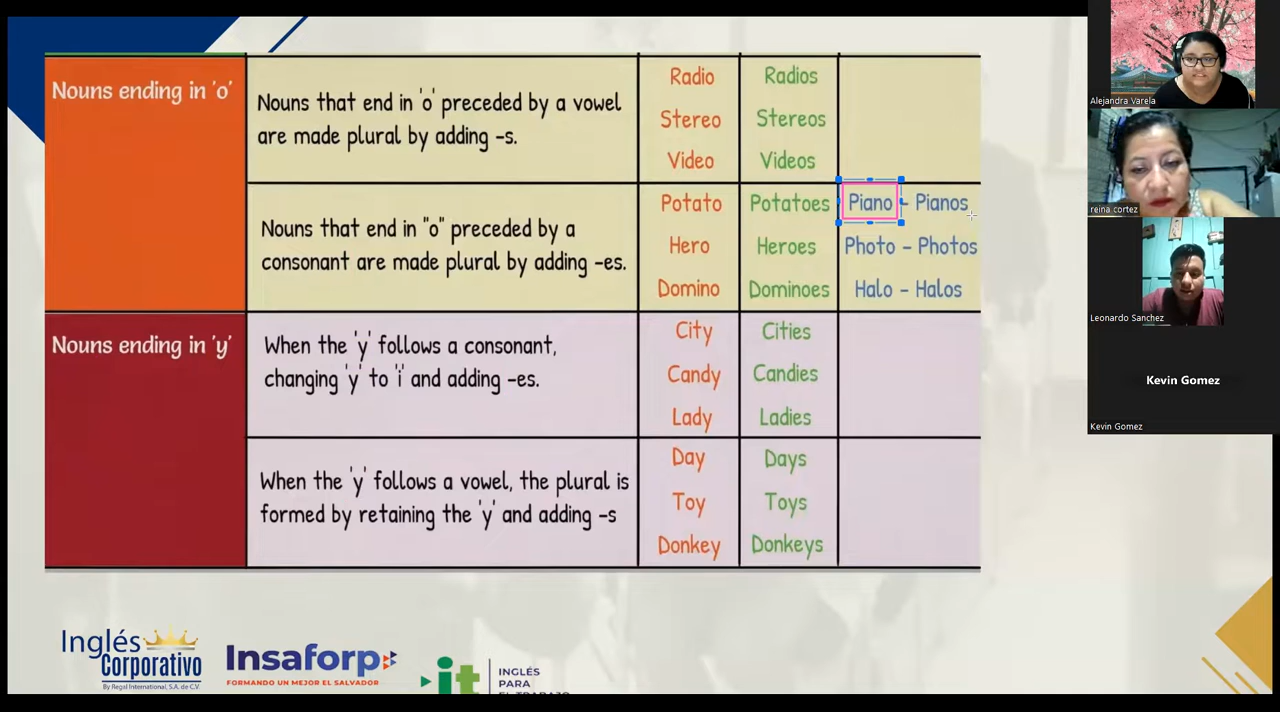 Nouns ending in 'o'
Nouns that end in 'o' preceded by a vowel
are made plural by adding -s.
Radio Radios
Stereo Stereos
Video Videos
Nouns that end in "o" preceded by a
consonant are made plural by adding -es.
Potato Potatoes Piano - Pianos
Hero Heroes Photo - Photos
Domino Dominoes Halo - Halos
Nouns ending in 'y'
When the 'y' follows a consonant,
changing 'y' to 'i' and adding -es.
City Cities
Candy Candies
Lady Ladies
When the 'y' follows a vowel, the plural is
formed by retaining the 'y' and adding -s
Day Days
Toy Toys
Donkey Donkeys
Inglés
Corporativo
By Regal International, S.A. de C.V.
Insaforp
FORMANDO UN MEJOR EL SALVADOR
it
INGLÉS
PARA
EL TRABAJO
Alejandra Varela
reina cortez
Leonardo Sanchez
Kevin Gomez
Kevin Gomez